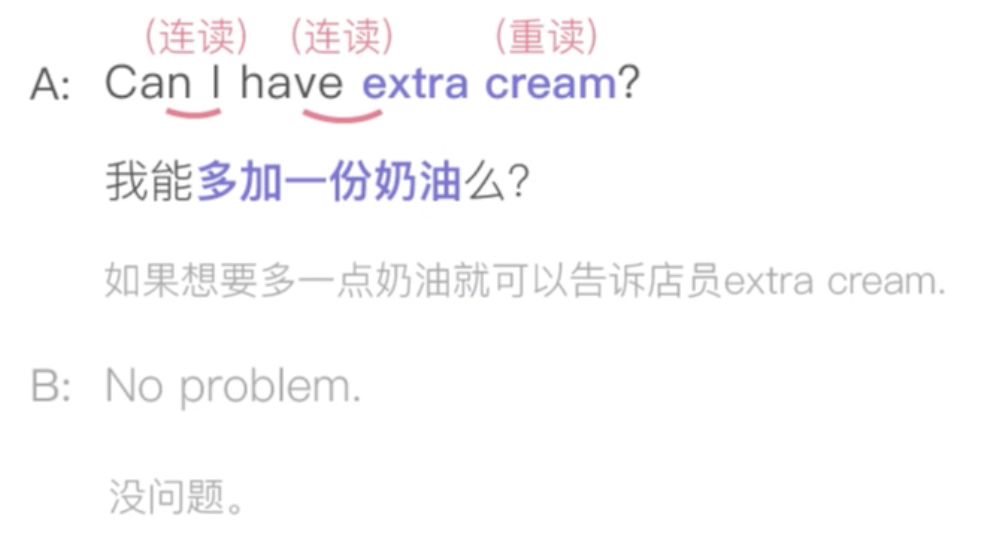 (连读) (连读) (重读)
A: Can I have extra cream?
我能多加一份奶油么?
如果想要多一点奶油就可以告诉店员extra cream.
B: No problem.
没问题。